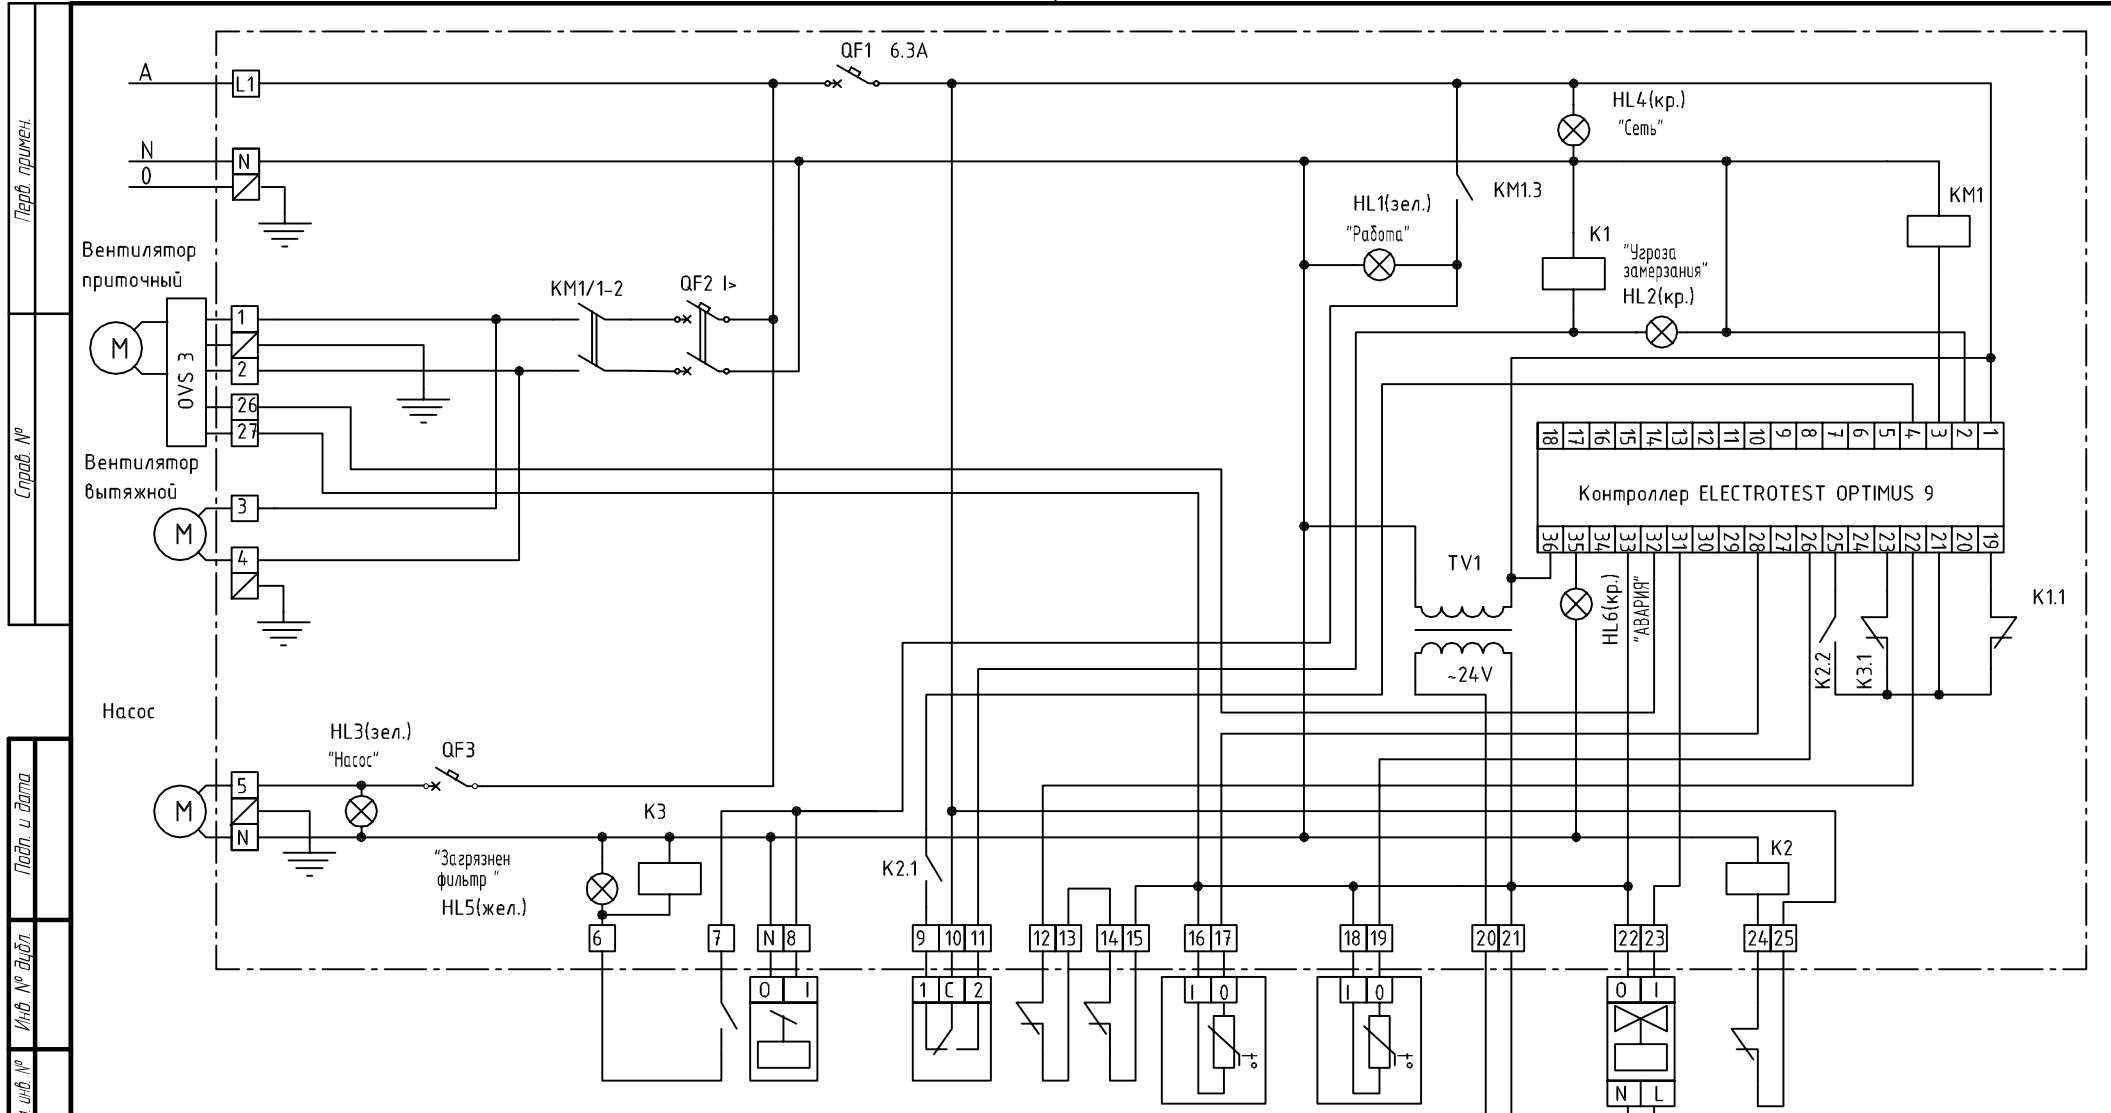 QF1 6.3A
A
L1
HL4(кр.)
"Сеть"
N
N
0
KM1.3
KM1
HL1(зел.)
"Работа"
K1
"Угроза
замерзания"
HL2(кр.)
Вентилятор
приточный
KM1/1-2
QF2 I>
M
OVS 3
1
2
26
27
18 17 16 15 14 13 12 11 10 9 8 7 6 5 4 3 2 1
Контроллер ELECTROTEST OPTIMUS 9
36 35 34 33 32 31 30 29 28 27 26 25 24 23 22 21 20 19
Вентилятор
вытяжной
M
3
4
TV1
~24V
HL6(кр.)
"АВАРИЯ"
K2.2
K3.1
K1.1
Насос
HL3(зел.)
"Насос"
QF3
M
5
N
K3
"Загрязнен
фильтр "
HL5(жел.)
K2.1
K2
6
7
N 8
9 10 11
12 13
14 15
16 17
18 19
20 21
22 23
24 25
O I
1 C 2
I O
t°
I O
t°
O I
N L
Перв. примен.
Справ. №
Подп. и дата
Инв. № дубл.
инв. №